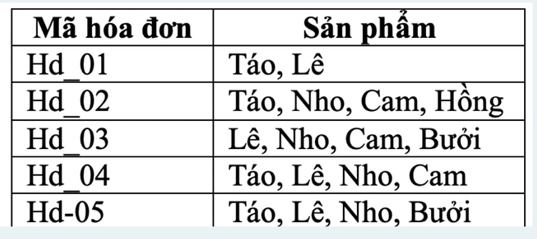 Mã hóa đơn Sản phẩm
Hd_01 Táo, Lê
Hd_02 Táo, Nho, Cam, Hồng
Hd_03 Lê, Nho, Cam, Bưởi
Hd_04 Táo, Lê, Nho, Cam
Hd-05 Táo, Lê, Nho, Bưởi